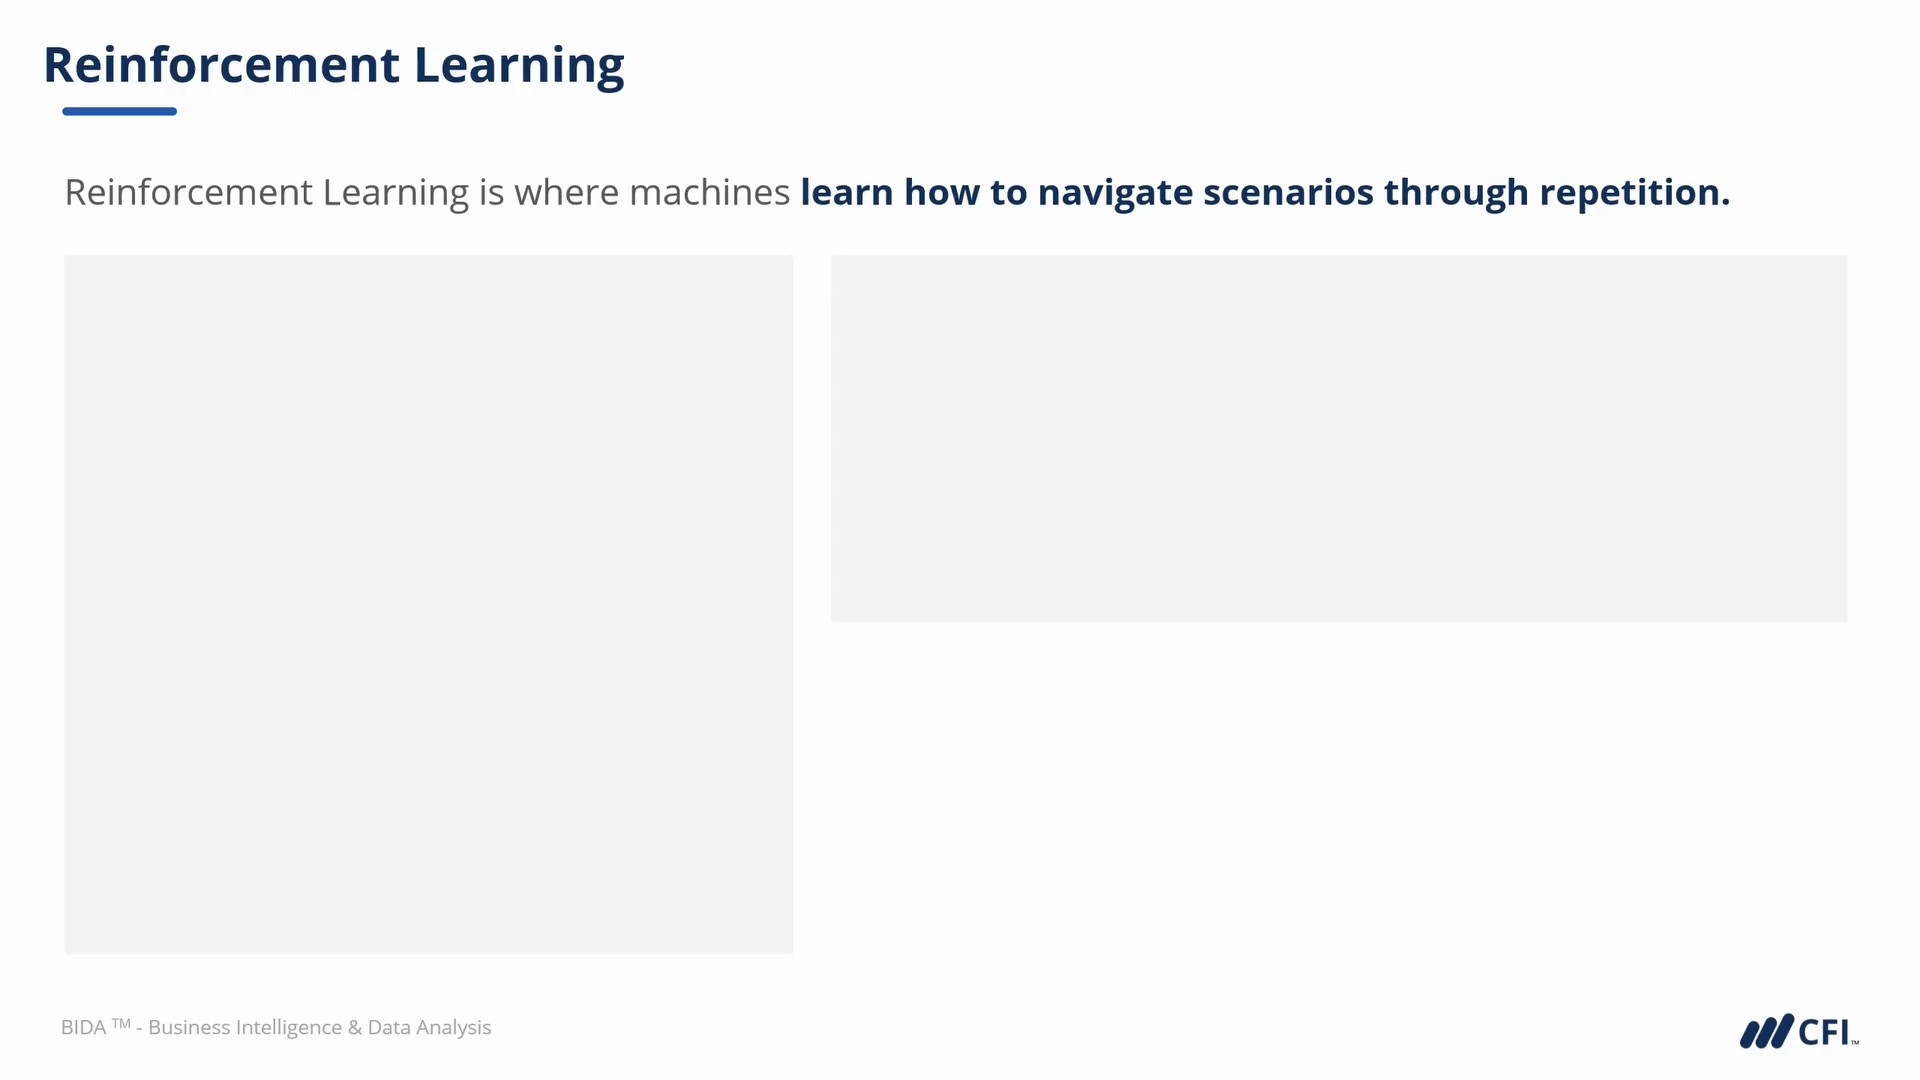 Reinforcement Learning
Reinforcement Learning is where machines learn how to navigate scenarios through repetition.
BIDA ™ - Business Intelligence & Data Analysis
CFI™